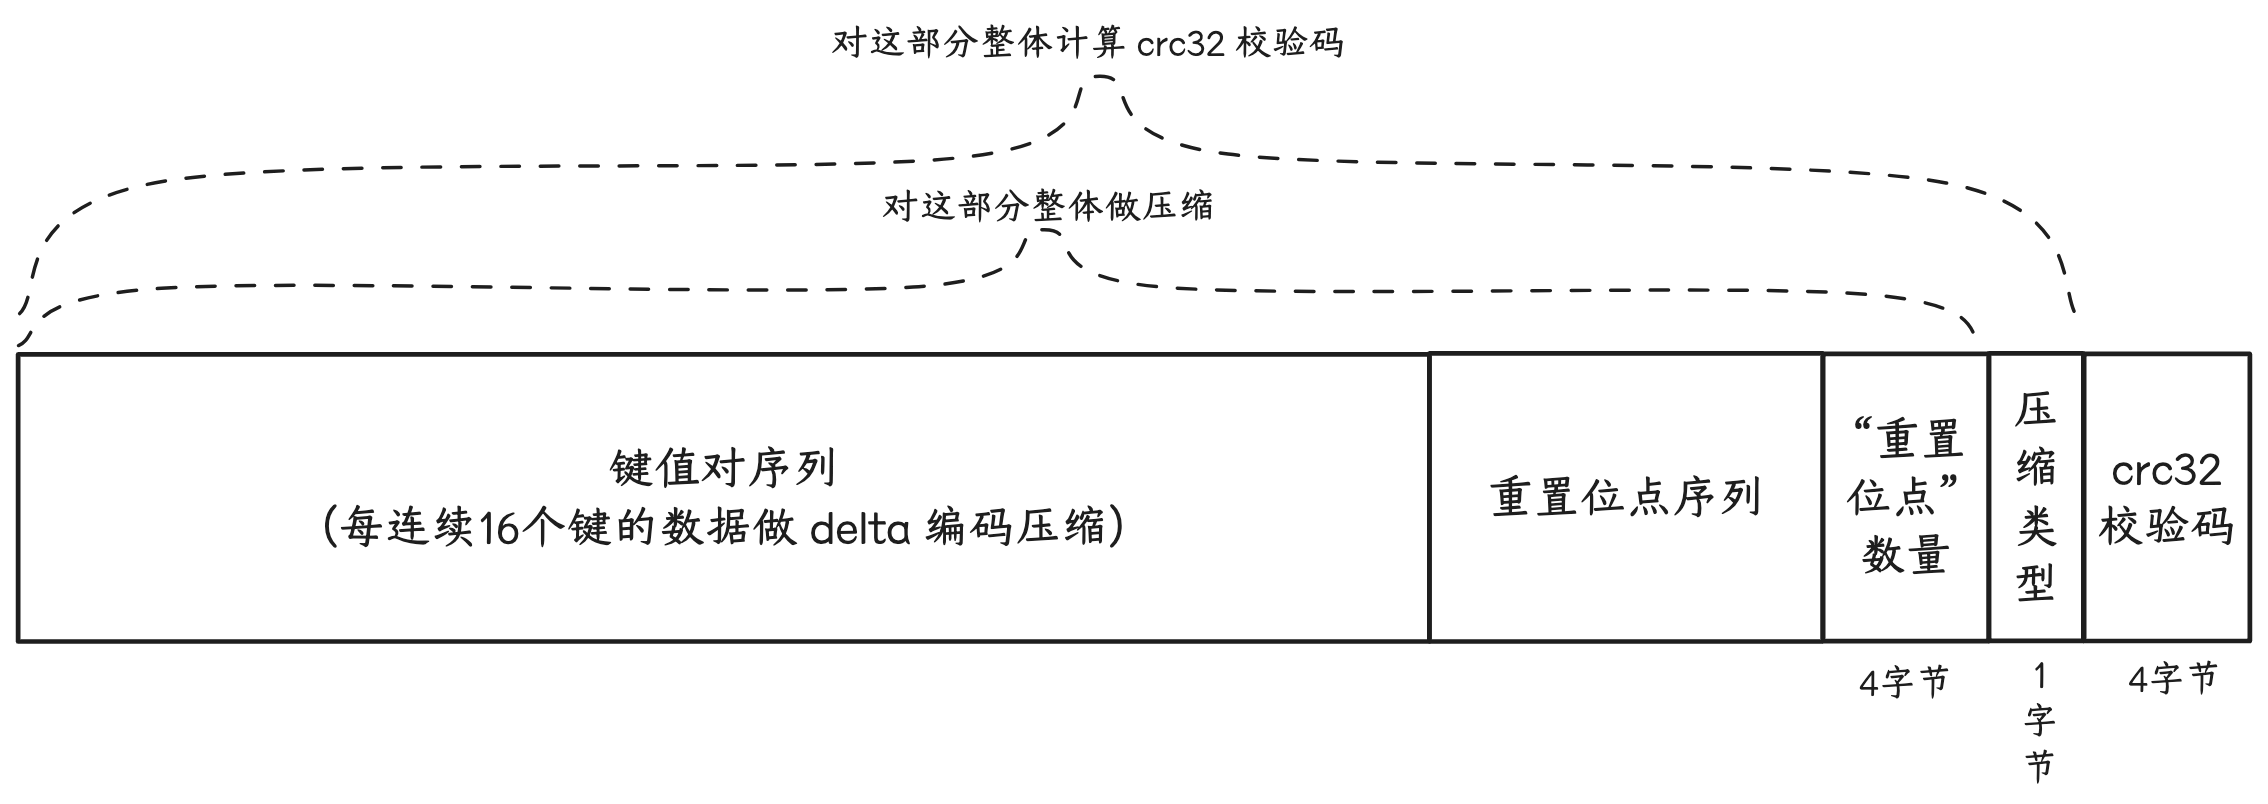 对这部分整体计算 crc32 校验码
对这部分整体做压缩
键值对序列
(每连续16个键的数据做 delta 编码压缩)
重置位点序列
“重置
位点”
数量
压
缩
类
型
crc32
校验码
4字节
1
字
节
4字节